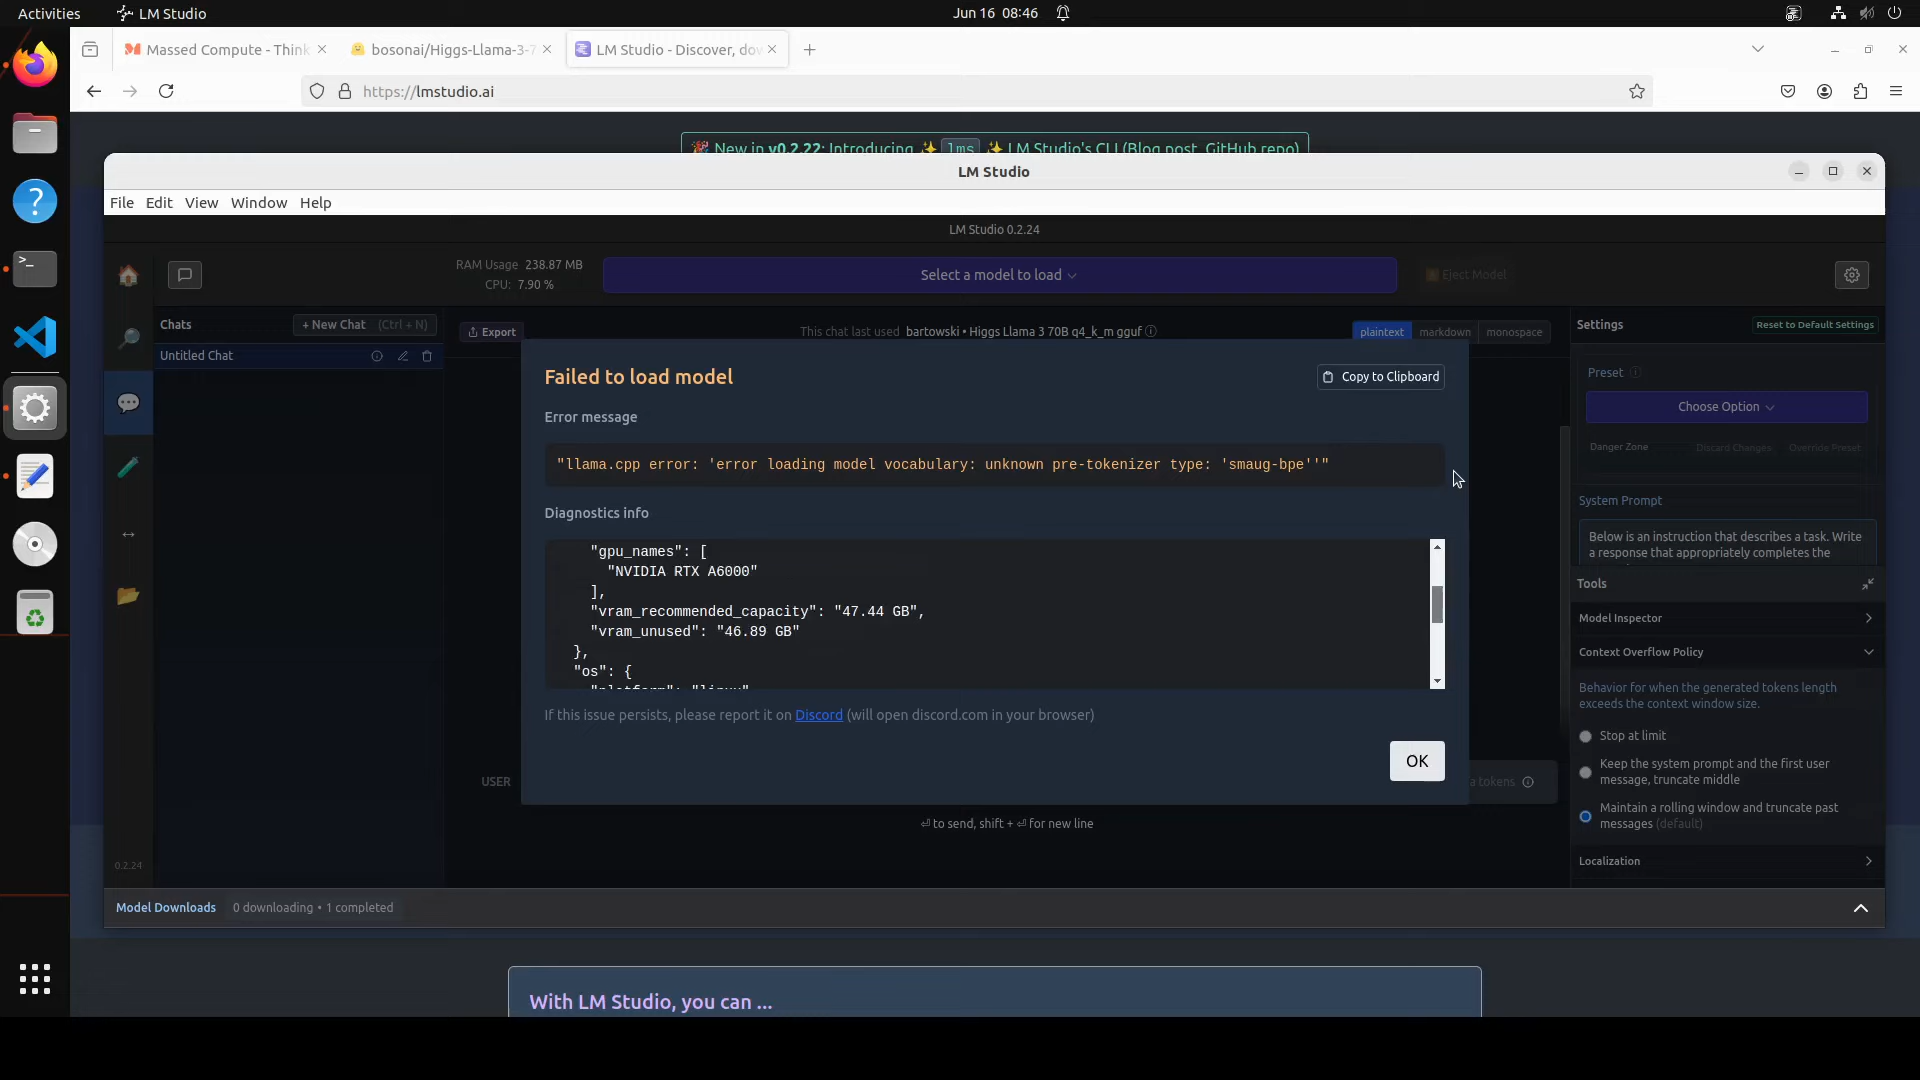 Activities
LM Studio
Jun 16 08:46
Massed Compute - Think
bosonai/Higgs-Llama-3-7
LM Studio - Discover, dow
https://lmstudio.ai
🎉 New in v0.2.22: Introducing ✨ lms ✨ LM Studio's CLI (Blog post, GitHub repo)
LM Studio
File Edit View Window Help
LM Studio 0.2.24
RAM Usage 238.87 MB
CPU: 7.90 %
Select a model to load
Eject Model
Chats
+ New Chat (Ctrl + N)
Export
This chat last used bartowski • Higgs Llama 3 70B q4_k_m gguf
plaintext markdown monospace
Settings
Reset to Default Settings
Untitled Chat
Preset
Choose Option
Danger Zone
Discard Changes
Override Preset
System Prompt
Below is an instruction that describes a task. Write
a response that appropriately completes the
Failed to load model
Copy to Clipboard
Error message
"llama.cpp error: 'error loading model vocabulary: unknown pre-tokenizer type: 'smaug-bpe''"
Diagnostics info
"gpu_names": [
"NVIDIA RTX A6000"
],
"vram_recommended_capacity": "47.44 GB",
"vram_unused": "46.89 GB"
},
"os": {
"platform": "linux"
If this issue persists, please report it on Discord (will open discord.com in your browser)
OK
USER
tokens
⏎ to send, shift + ⏎ for new line
Tools
Model Inspector
Context Overflow Policy
Behavior for when the generated tokens length
exceeds the context window size.
Stop at limit
Keep the system prompt and the first user
message, truncate middle
Maintain a rolling window and truncate past
messages (default)
Localization
0.2.24
Model Downloads 0 downloading • 1 completed
With LM Studio, you can ...